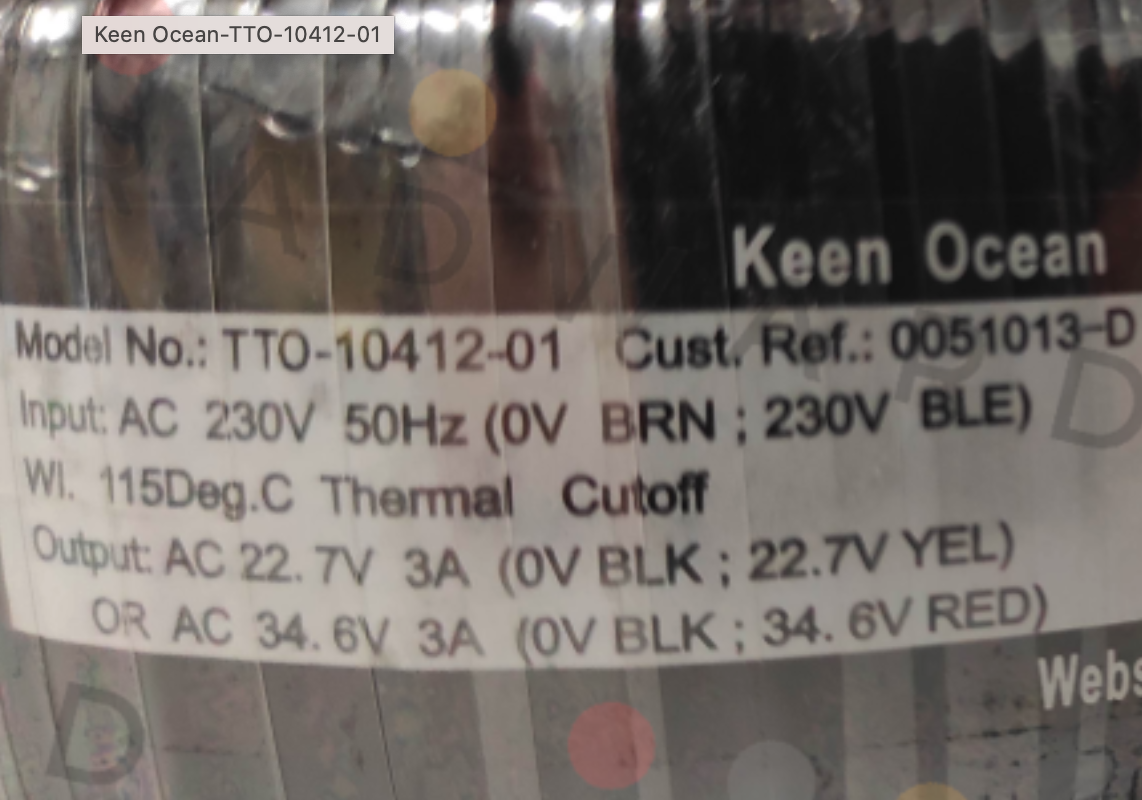 Keen Ocean-TTO-10412-01
Keen Ocean
Model No.: TTO-10412-01 Cust. Ref.: 0051013-D
Input: AC 230V 50Hz (0V BRN ; 230V BLE)
WI. 115Deg.C Thermal Cutoff
Output: AC 22.7V 3A (0V BLK ; 22.7V YEL)
OR AC 34.6V 3A (0V BLK ; 34.6V RED)